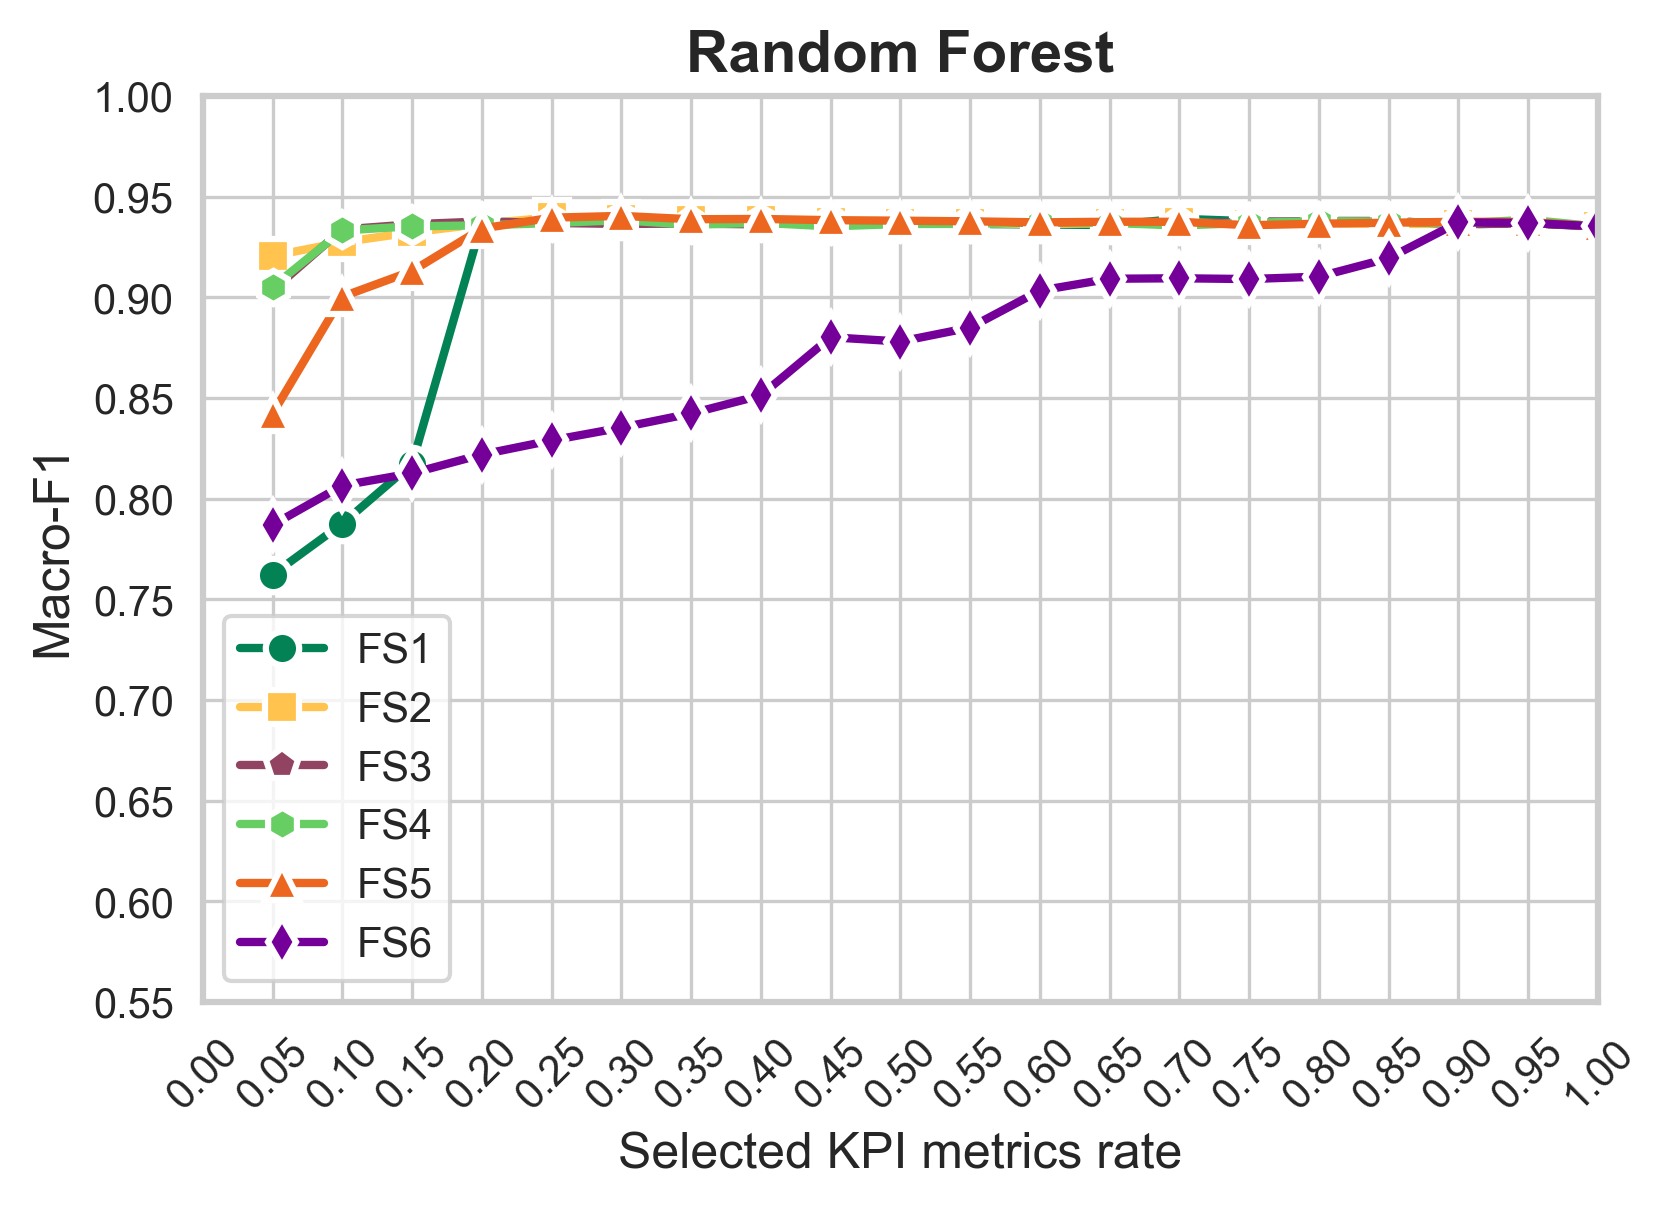 Random Forest
1.00
0.95
0.90
0.85
0.80
0.75
0.70
0.65
0.60
0.55
Macro-F1
FS1
FS2
FS3
FS4
FS5
FS6
0.00 0.05 0.10 0.15 0.20 0.25 0.30 0.35 0.40 0.45 0.50 0.55 0.60 0.65 0.70 0.75 0.80 0.85 0.90 0.95 1.00
Selected KPI metrics rate